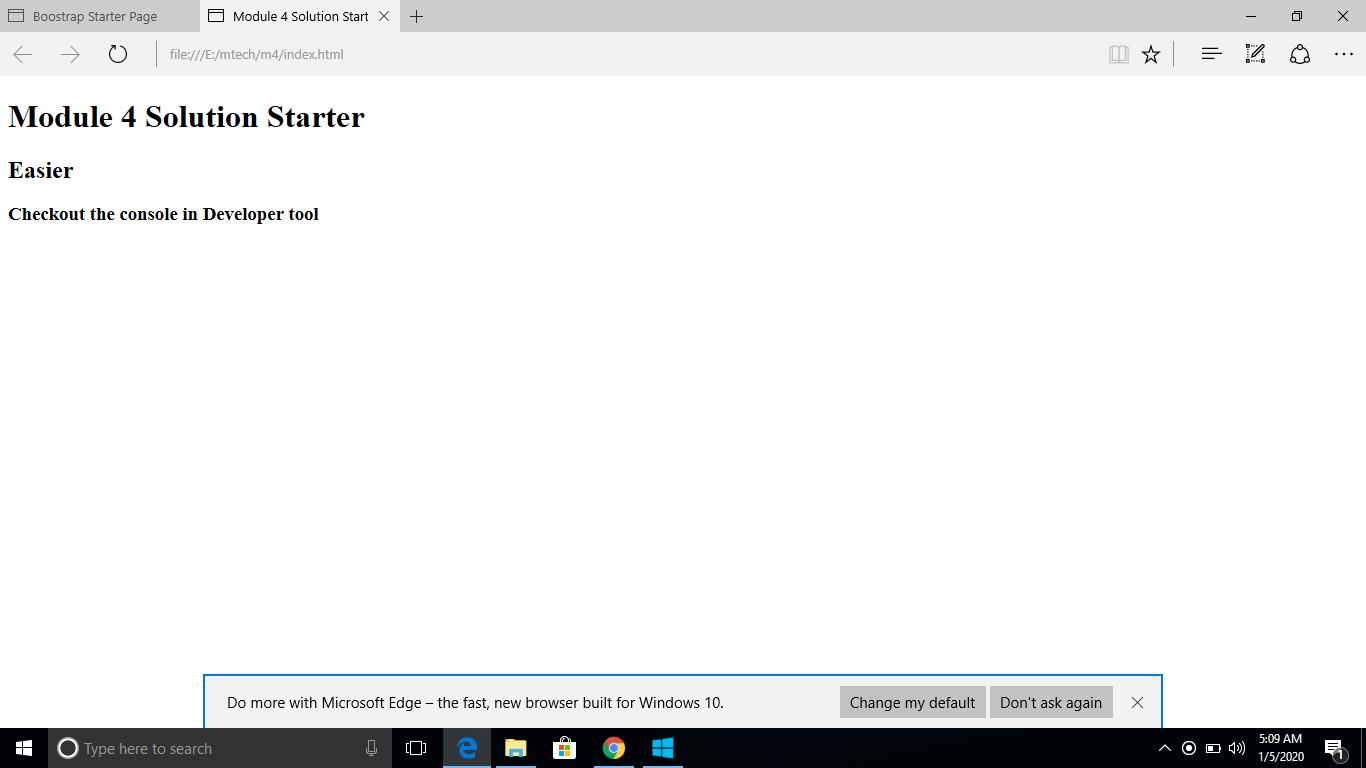 Boostrap Starter Page
Module 4 Solution Start
file:///E:/mtech/m4/index.html
Module 4 Solution Starter
Easier
Checkout the console in Developer tool
Do more with Microsoft Edge – the fast, new browser built for Windows 10.
Change my default
Don't ask again
Type here to search
5:09 AM
1/5/2020
1